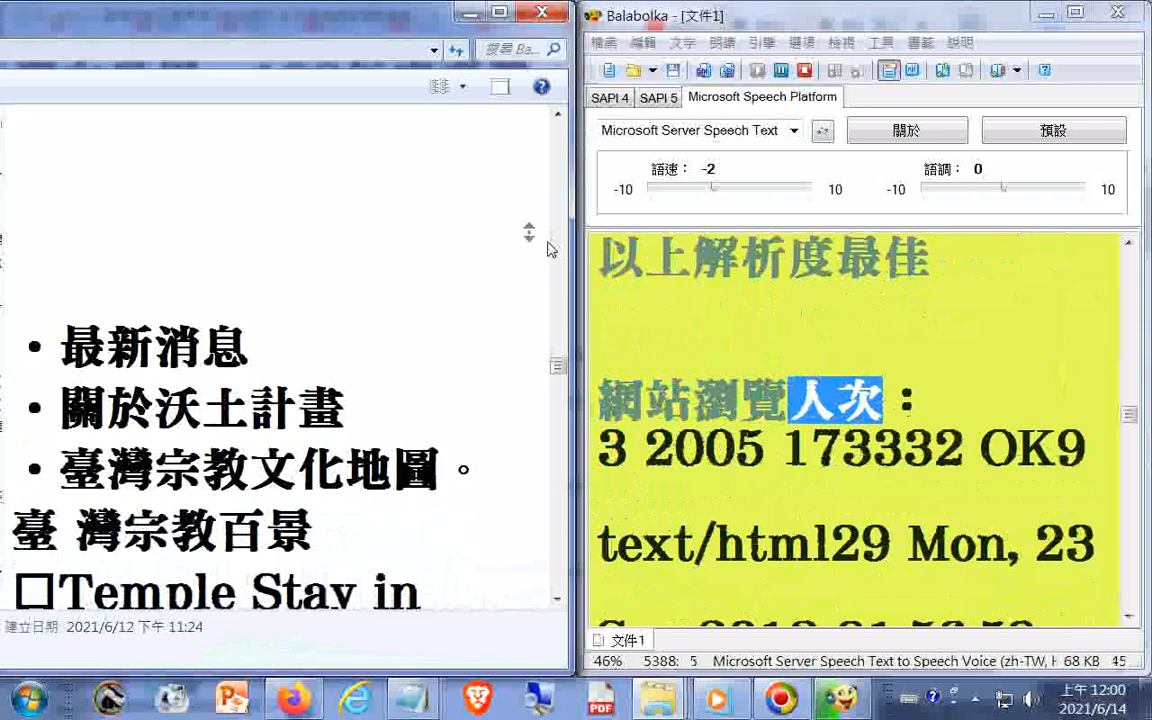 搜尋 Ba...
・最新消息
・關於沃土計畫
・臺灣宗教文化地圖。
臺 灣宗教百景
□Temple Stay in
建立日期 2021/6/12 下午 11:24
Balabolka - [文件1]
檔案 編輯 文字 朗讀 引擎 選項 檢視 工具 書籤 說明
SAPI 4 SAPI 5 Microsoft Speech Platform
Microsoft Server Speech Text 關於 預設
語速： -2 語調： 0
-10 10 -10 10
以上解析度最佳
網站瀏覽人次：
3 2005 173332 OK9
text/html29 Mon, 23
文件1
46% 5388: 5 Microsoft Server Speech Text to Speech Voice (zh-TW, 68 KB 45
PDF
上午 12:00
2021/6/14